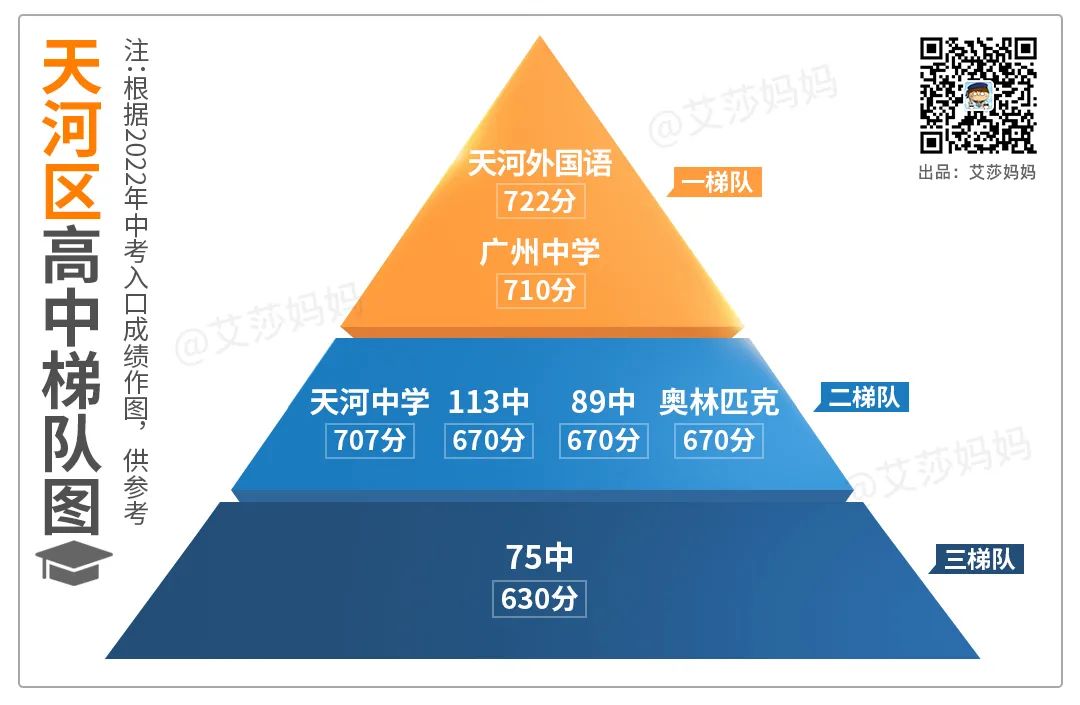 天河区高中梯队图
注：根据2022年中考入口成绩作图，供参考
天河外国语
722分
广州中学
710分
一梯队
天河中学 113中 89中 奥林匹克
707分 670分 670分 670分
二梯队
75中
630分
三梯队
出品：艾莎妈妈
@艾莎妈妈
@艾莎妈妈
@艾莎妈妈